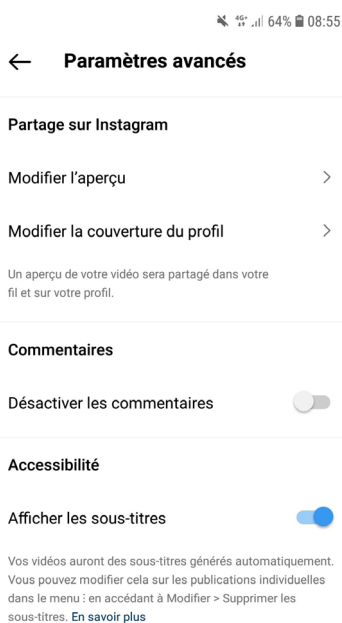 4G+ 64% 08:55
Paramètres avancés
Partage sur Instagram
Modifier l'aperçu
Modifier la couverture du profil
Un aperçu de votre vidéo sera partagé dans votre
fil et sur votre profil.
Commentaires
Désactiver les commentaires
Accessibilité
Afficher les sous-titres
Vos vidéos auront des sous-titres générés automatiquement.
Vous pouvez modifier cela sur les publications individuelles
dans le menu ⋮ en accédant à Modifier > Supprimer les
sous-titres. En savoir plus